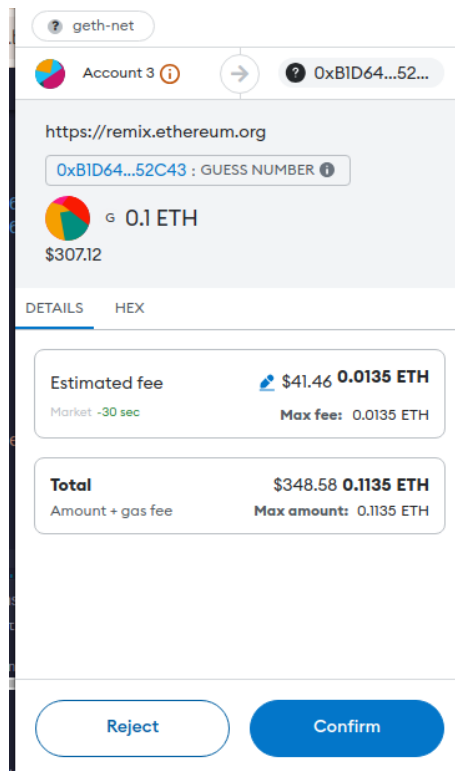 geth-net
Account 3
0xB1D64...52...
https://remix.ethereum.org
0xB1D64...52C43 : GUESS NUMBER
G 0.1 ETH
$307.12
DETAILS HEX
Estimated fee $41.46 0.0135 ETH
Market ~30 sec Max fee: 0.0135 ETH
Total $348.58 0.1135 ETH
Amount + gas fee Max amount: 0.1135 ETH
Reject Confirm